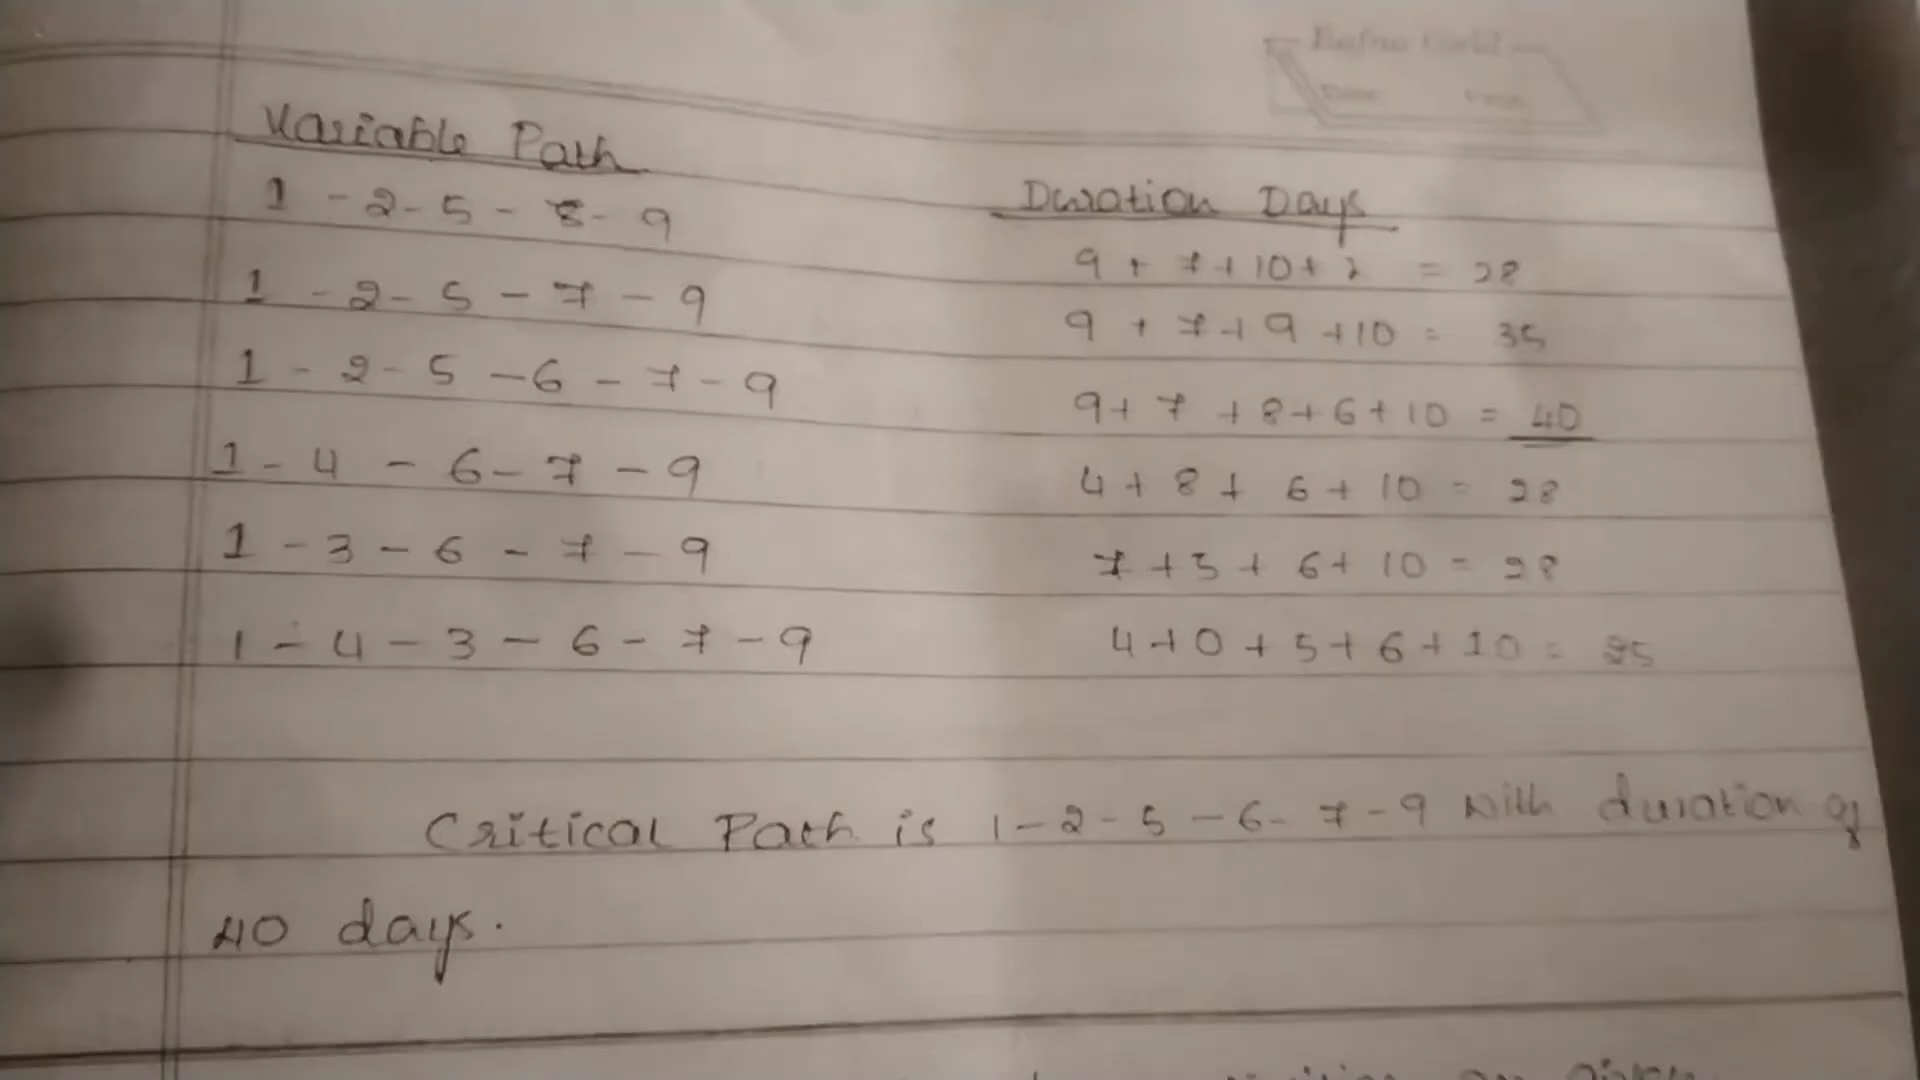 Variable Path
Duration Days
1 - 2 - 5 - 8 - 9
9 + 7 + 10 + 2 = 28
1 - 2 - 5 - 7 - 9
9 + 7 + 9 + 10 = 35
1 - 2 - 5 - 6 - 7 - 9
9 + 7 + 8 + 6 + 10 = 40
1 - 4 - 6 - 7 - 9
4 + 8 + 6 + 10 = 28
1 - 3 - 6 - 7 - 9
7 + 5 + 6 + 10 = 28
1 - 4 - 3 - 6 - 7 - 9
4 + 0 + 5 + 6 + 10 = 25
Critical Path is 1 - 2 - 5 - 6 - 7 - 9 with duration of
40 days.